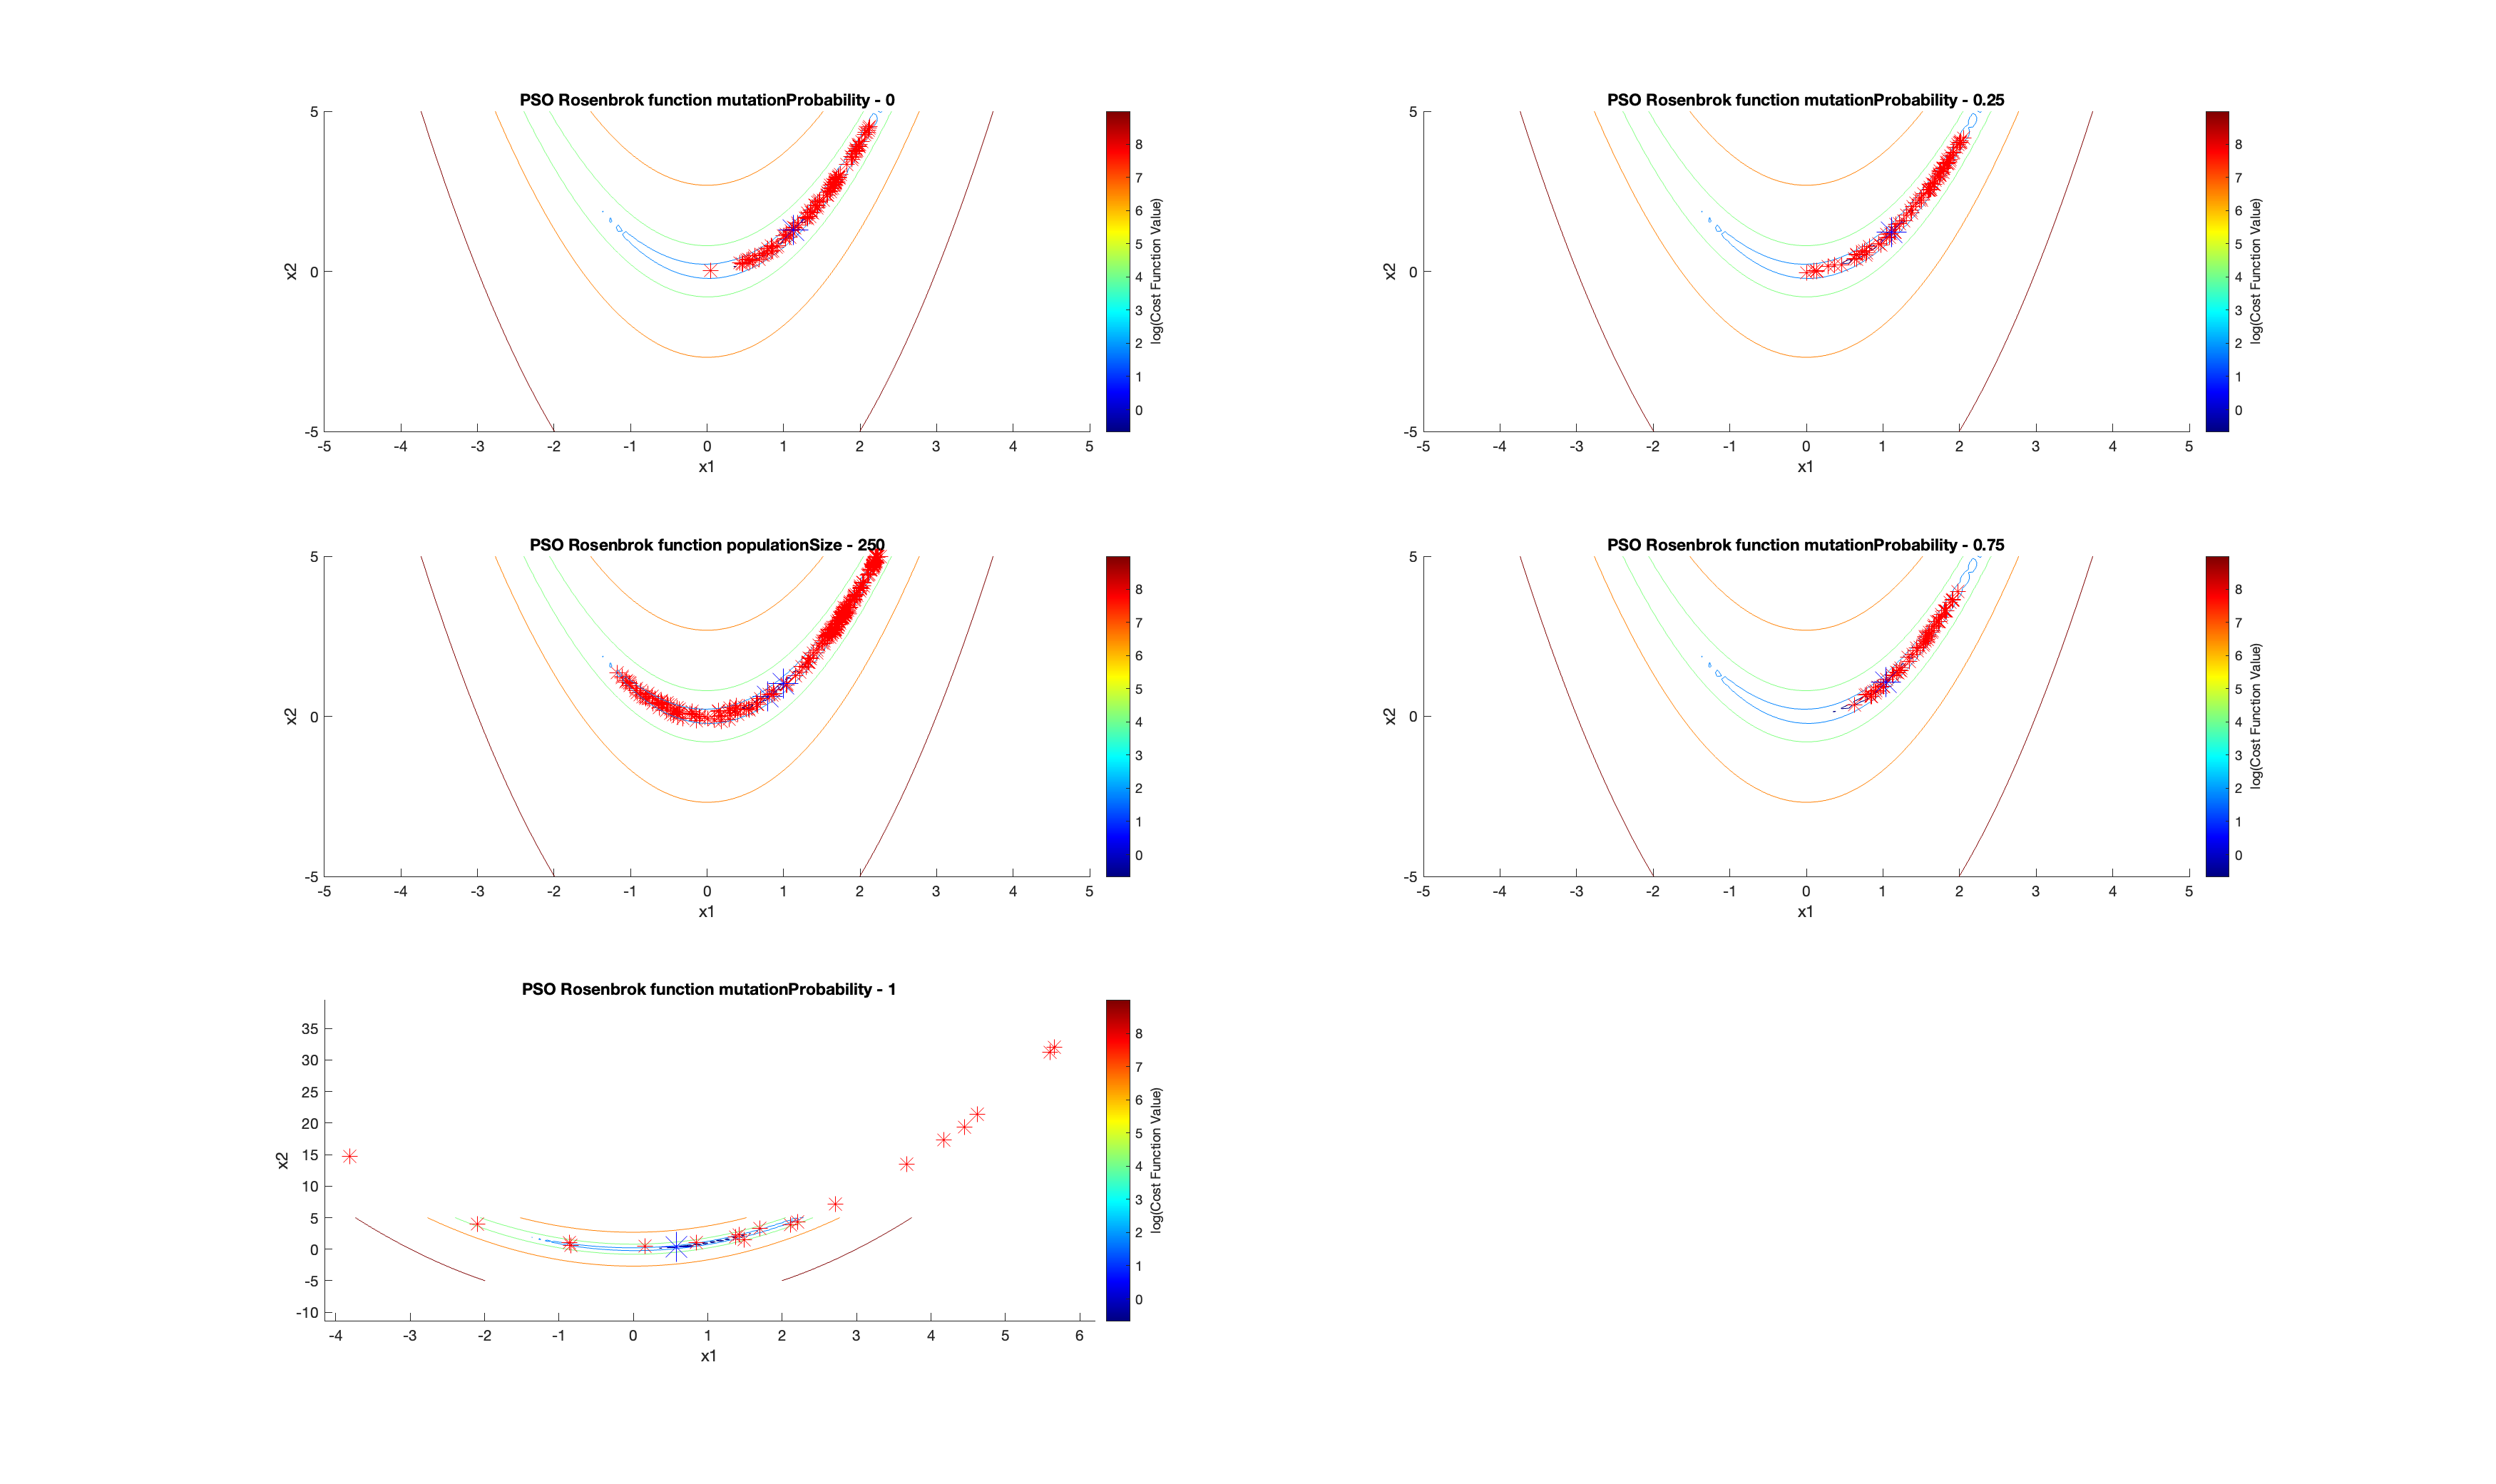 PSO Rosenbrok function mutationProbability - 0
5
0
-5
x2
-5 -4 -3 -2 -1 0 1 2 3 4 5
x1
8
7
6
5
4
3
2
1
0
log(Cost Function Value)
PSO Rosenbrok function mutationProbability - 0.25
5
0
-5
x2
-5 -4 -3 -2 -1 0 1 2 3 4 5
x1
8
7
6
5
4
3
2
1
0
log(Cost Function Value)
PSO Rosenbrok function populationSize - 250
5
0
-5
x2
-5 -4 -3 -2 -1 0 1 2 3 4 5
x1
8
7
6
5
4
3
2
1
0
log(Cost Function Value)
PSO Rosenbrok function mutationProbability - 0.75
5
0
-5
x2
-5 -4 -3 -2 -1 0 1 2 3 4 5
x1
8
7
6
5
4
3
2
1
0
log(Cost Function Value)
PSO Rosenbrok function mutationProbability - 1
35
30
25
20
15
10
5
0
-5
-10
x2
-4 -3 -2 -1 0 1 2 3 4 5 6
x1
8
7
6
5
4
3
2
1
0
log(Cost Function Value)